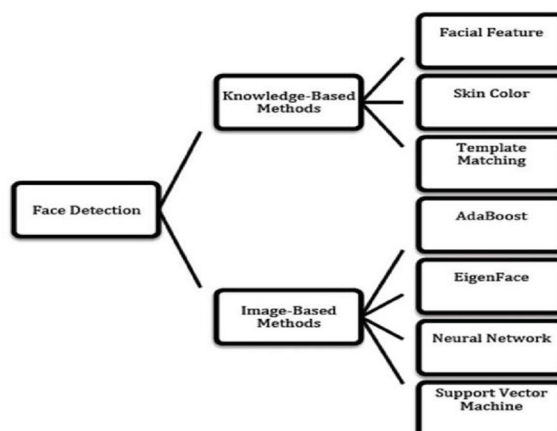 Facial Feature
Knowledge-Based
Methods
Skin Color
Template
Matching
Face Detection
AdaBoost
EigenFace
Image-Based
Methods
Neural Network
Support Vector
Machine